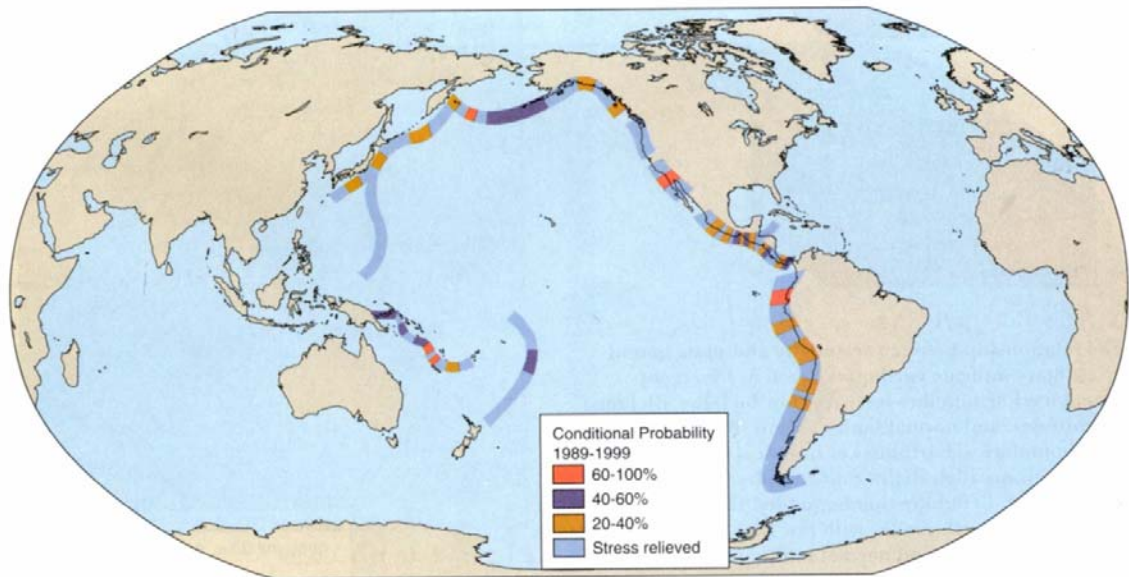 Conditional Probability
1989-1999
60-100%
40-60%
20-40%
Stress relieved